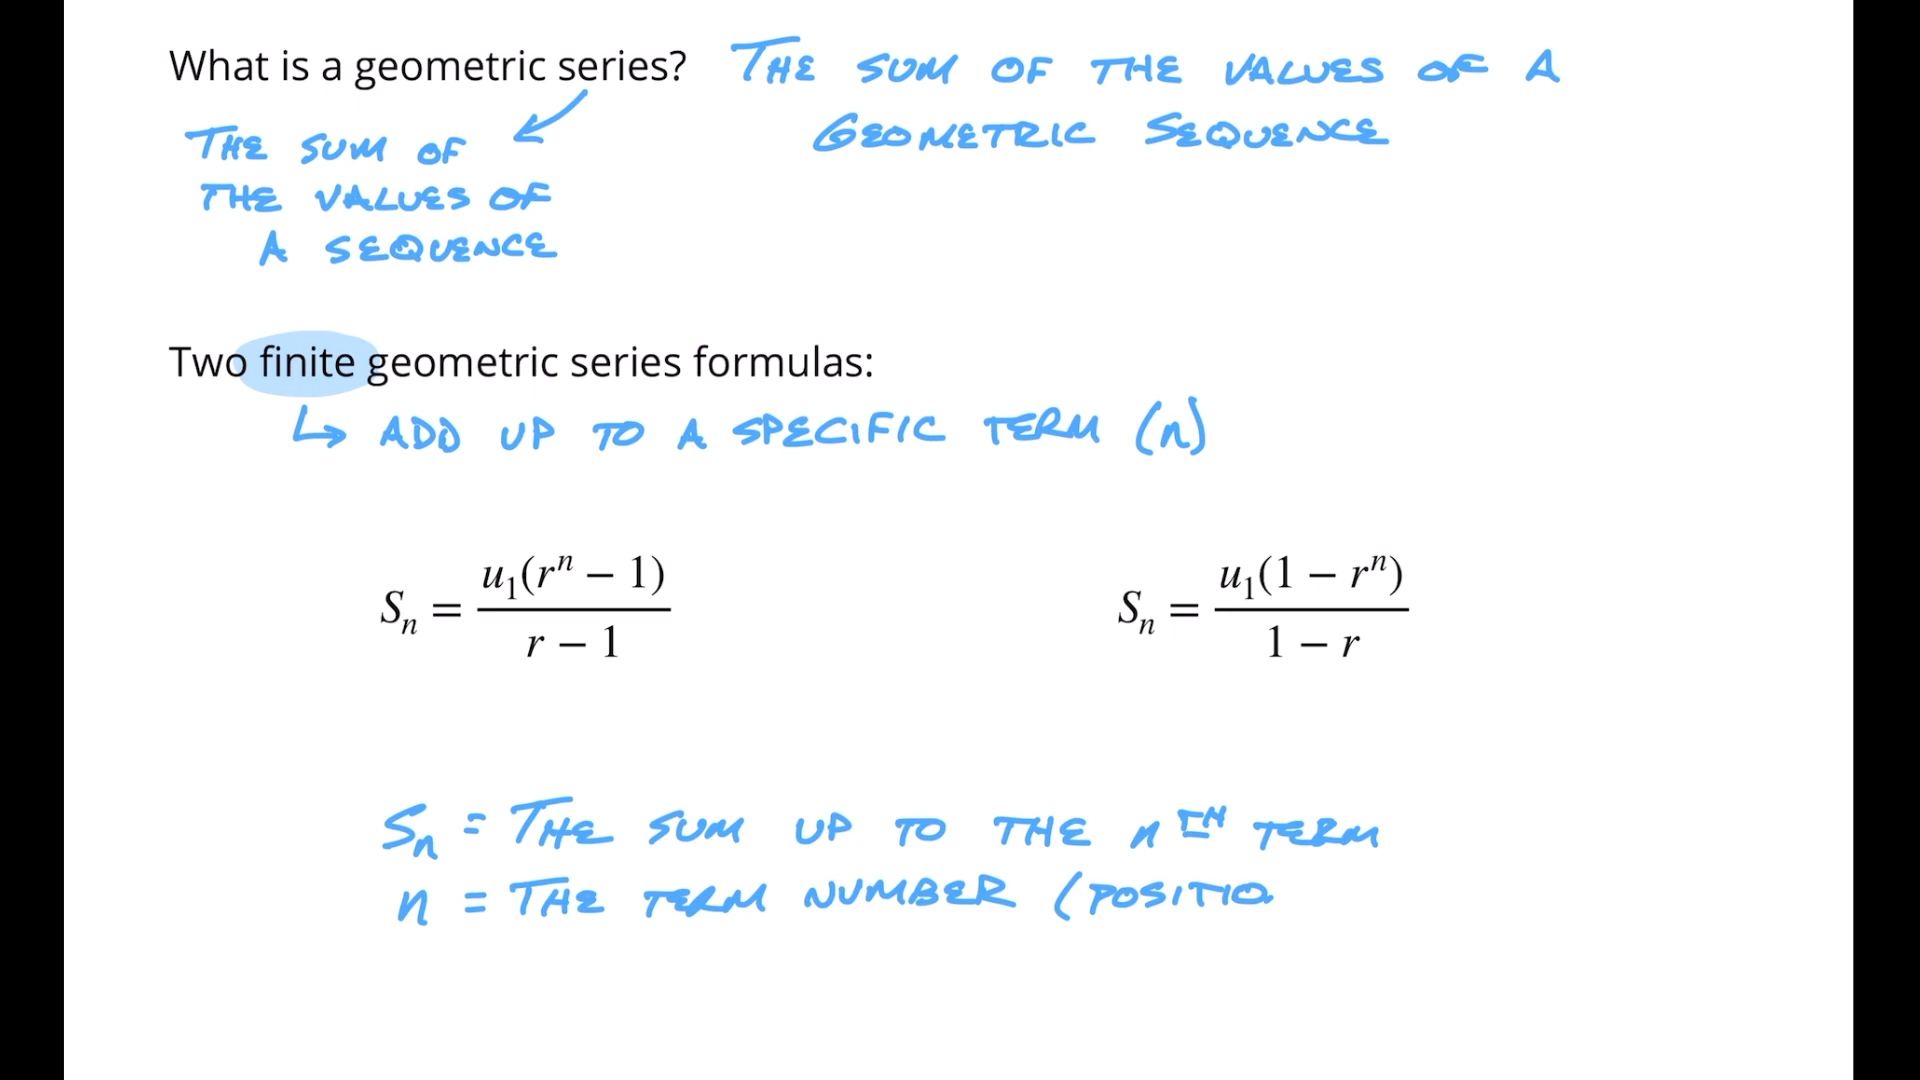 What is a geometric series? THE SUM OF THE VALUES OF A
GEOMETRIC SEQUENCE
THE SUM OF
THE VALUES OF
A SEQUENCE
Two finite geometric series formulas:
↳ ADD UP TO A SPECIFIC TERM (n)
Sₙ = u₁(rⁿ − 1) / r − 1
Sₙ = u₁(1 − rⁿ) / 1 − r
Sₙ = THE SUM UP TO THE nᵀᴴ TERM
n = THE TERM NUMBER (POSITIO